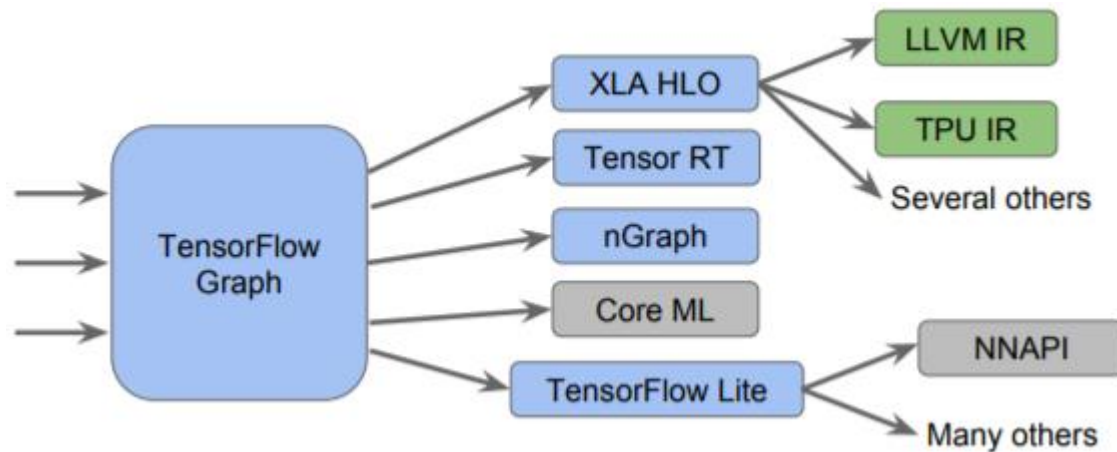 LLVM IR
XLA HLO
TPU IR
Tensor RT
Several others
TensorFlow
Graph
nGraph
Core ML
NNAPI
TensorFlow Lite
Many others